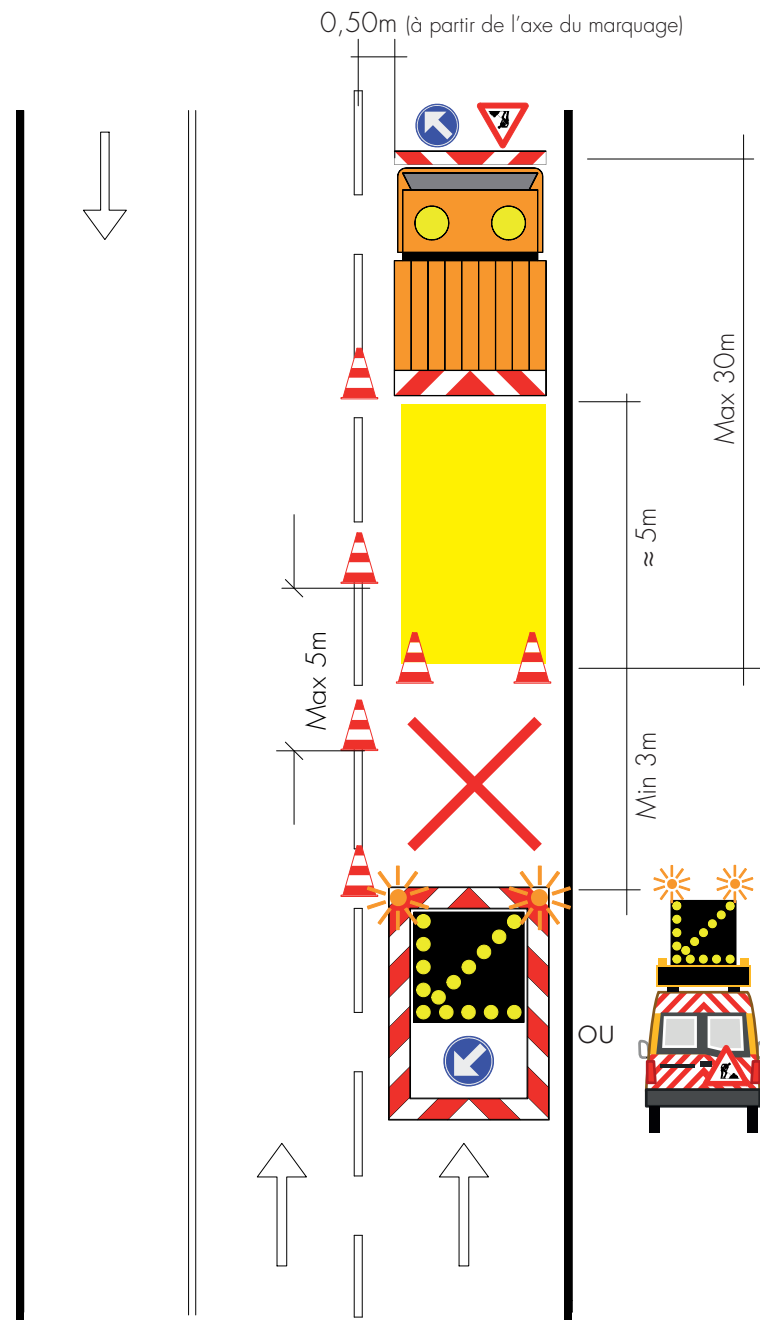 0,50m (à partir de l'axe du marquage)
Max 30m
≈ 5m
Max 5m
Min 3m
OU